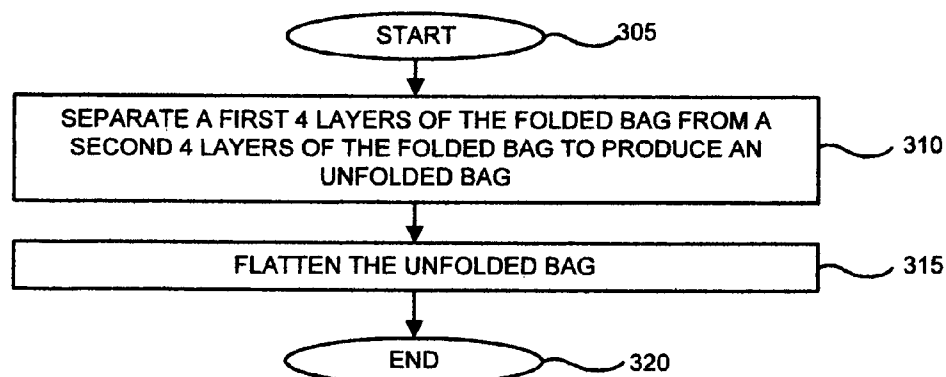 START
305
SEPARATE A FIRST 4 LAYERS OF THE FOLDED BAG FROM A
SECOND 4 LAYERS OF THE FOLDED BAG TO PRODUCE AN
UNFOLDED BAG
310
FLATTEN THE UNFOLDED BAG
315
END
320